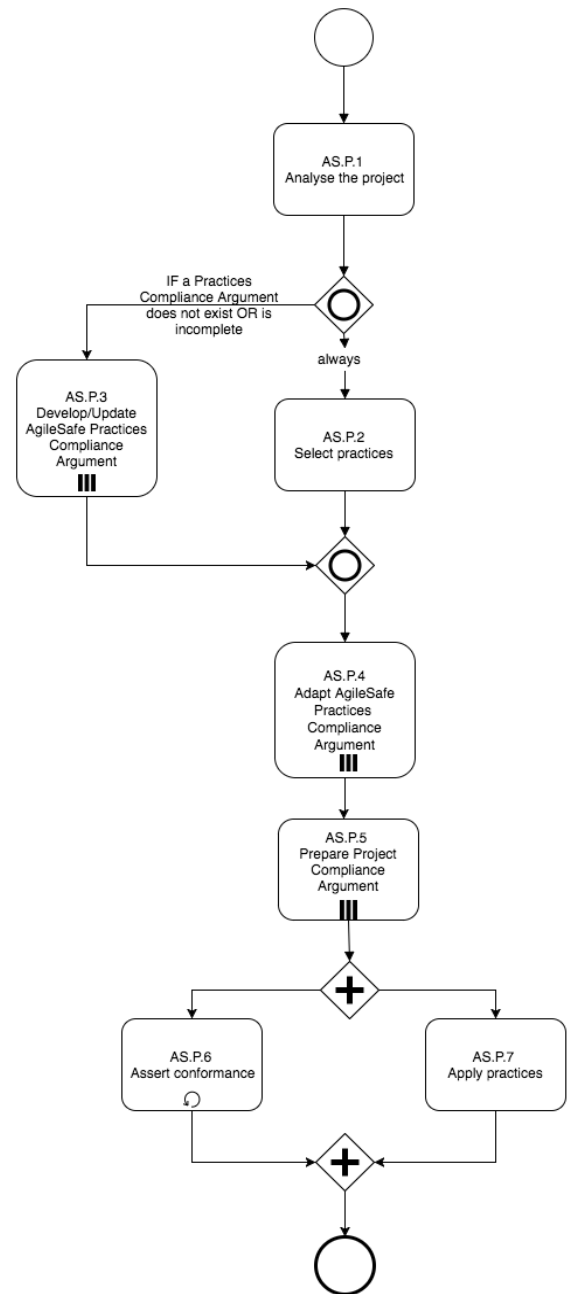 AS.P.1
Analyse the project
IF a Practices
Compliance Argument
does not exist OR is
incomplete
always
AS.P.3
Develop/Update
AgileSafe Practices
Compliance
Argument
AS.P.2
Select practices
AS.P.4
Adapt AgileSafe
Practices
Compliance
Argument
AS.P.5
Prepare Project
Compliance
Argument
AS.P.6
Assert conformance
AS.P.7
Apply practices